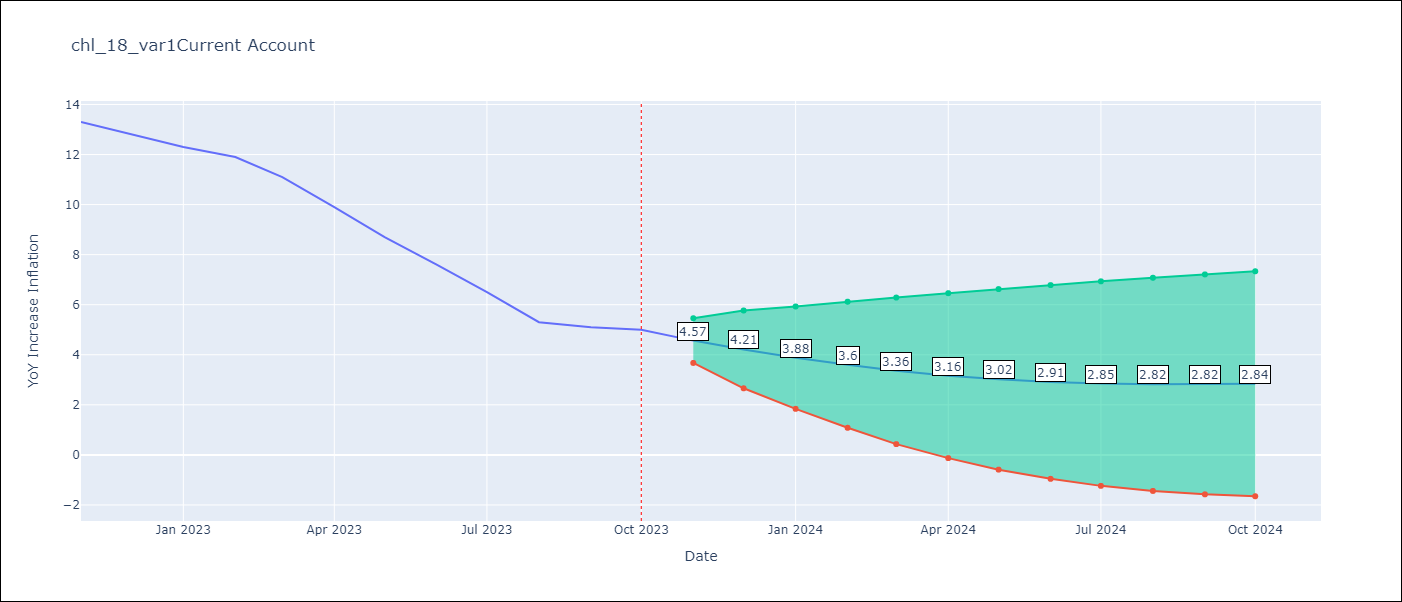 chl_18_var1Current Account
14
12
10
8
6
4
2
0
−2
YoY Increase Inflation
4.57
4.21
3.88
3.6
3.36
3.16
3.02
2.91
2.85
2.82
2.82
2.84
Jan 2023
Apr 2023
Jul 2023
Oct 2023
Jan 2024
Apr 2024
Jul 2024
Oct 2024
Date